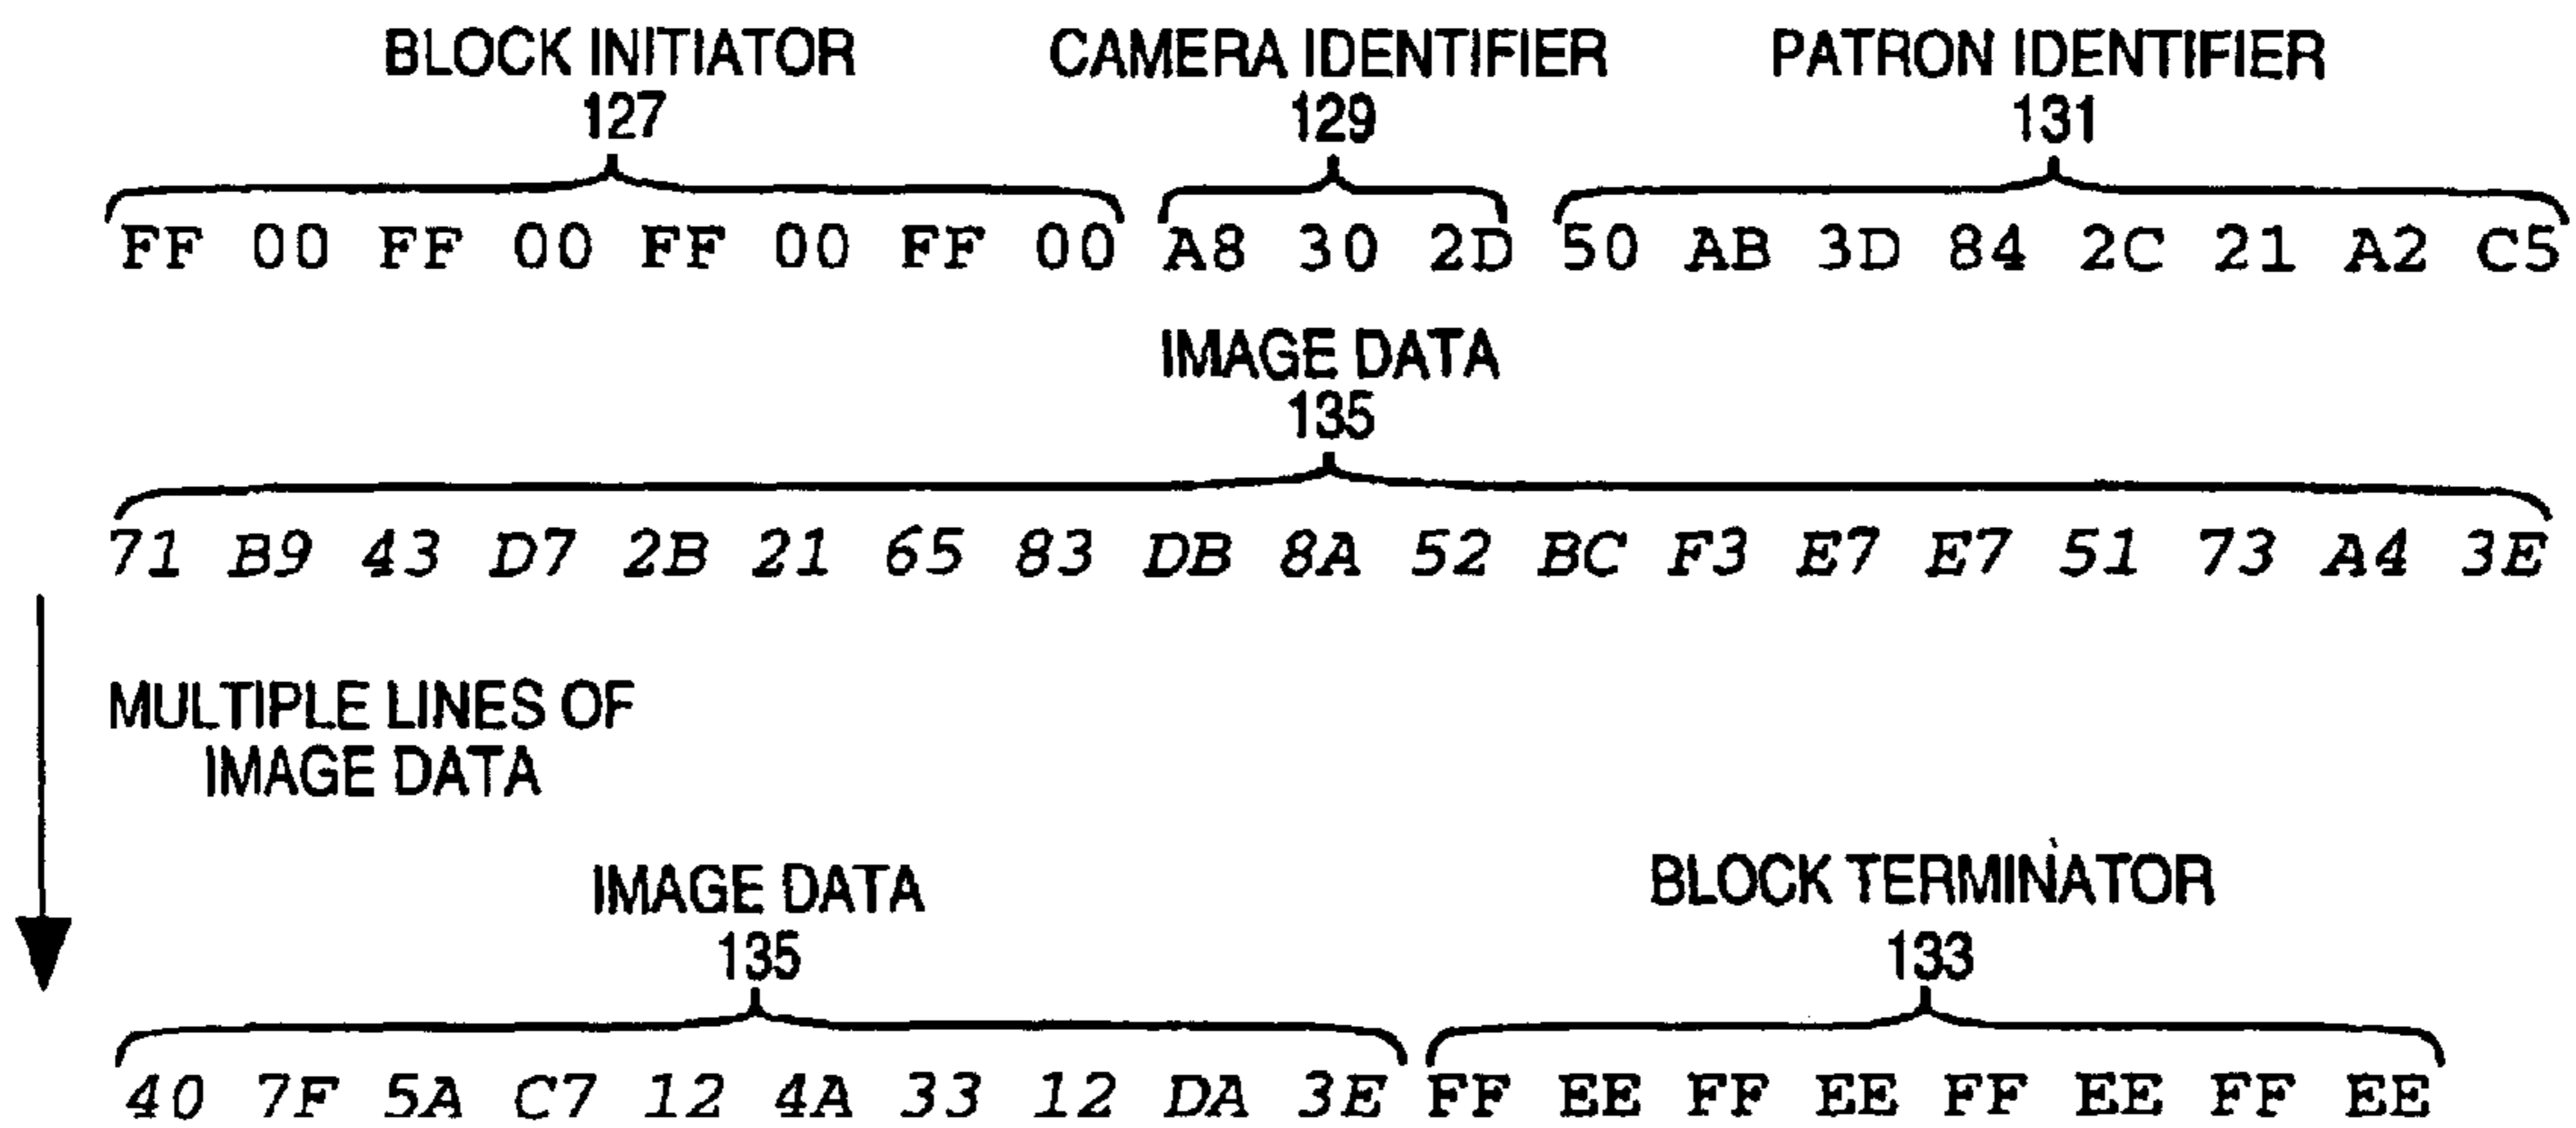 BLOCK INITIATOR CAMERA IDENTIFIER PATRON IDENTIFIER
127 129 131
FF 00 FF 00 FF 00 FF 00 A8 30 2D 50 AB 3D 84 2C 21 A2 C5
IMAGE DATA
135
71 B9 43 D7 2B 21 65 83 DB 8A 52 BC F3 E7 E7 51 73 A4 3E
MULTIPLE LINES OF
IMAGE DATA
IMAGE DATA BLOCK TERMINATOR
135 133
40 7F 5A C7 12 4A 33 12 DA 3E FF EE FF EE FF EE FF EE